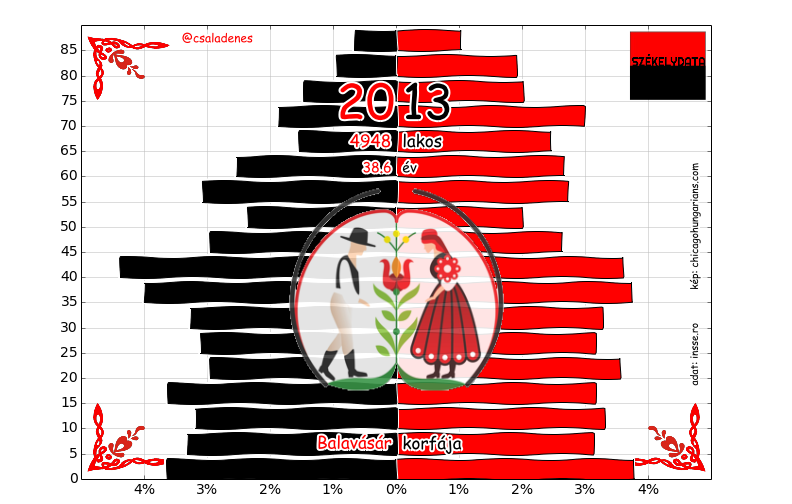 @csaladenes
SZÉKELYDATA
2013
4948 lakos
38.6 év
kép: chicagohungarians.com
adat: insse.ro
Balavásár korfája
85
80
75
70
65
60
55
50
45
40
35
30
25
20
15
10
5
0
4% 3% 2% 1% 0% 1% 2% 3% 4%